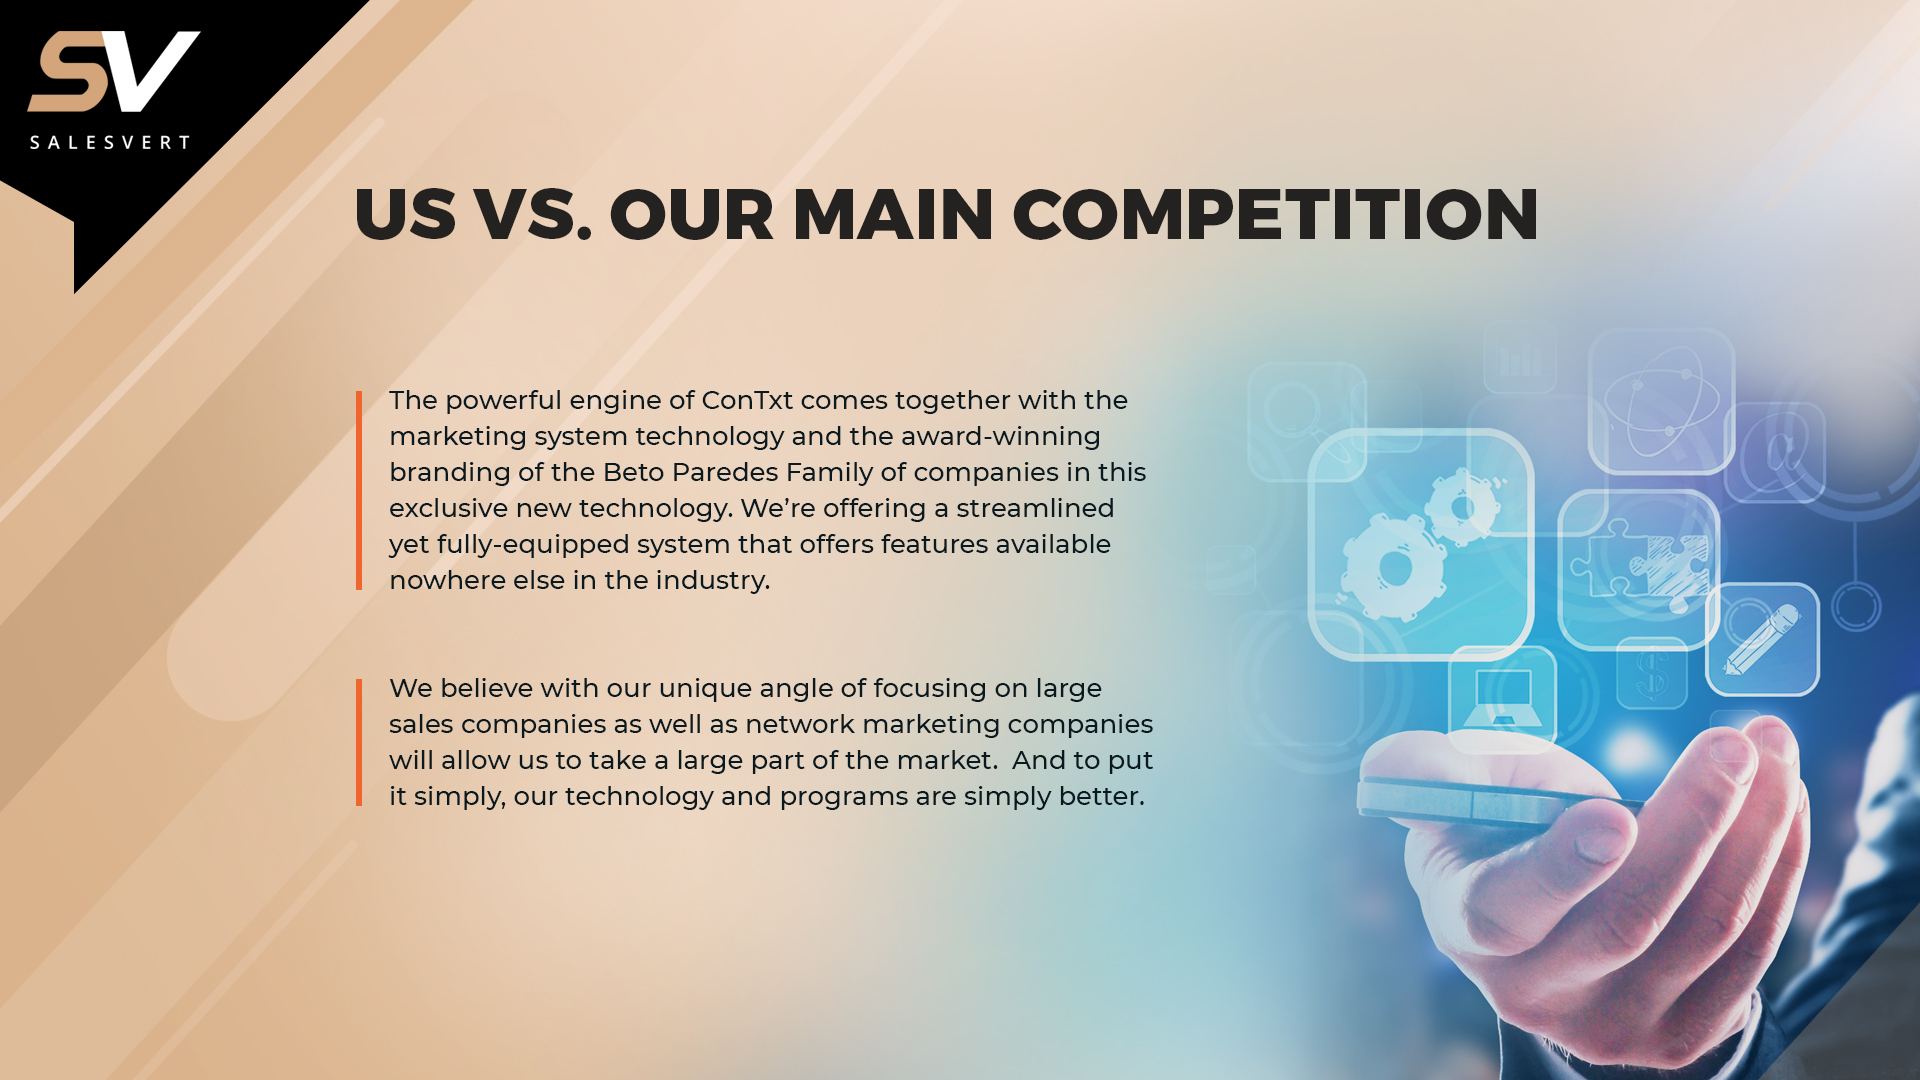 SV
SALESVERT
US VS. OUR MAIN COMPETITION
The powerful engine of ConTxt comes together with the
marketing system technology and the award-winning
branding of the Beto Paredes Family of companies in this
exclusive new technology. We’re offering a streamlined
yet fully-equipped system that offers features available
nowhere else in the industry.
We believe with our unique angle of focusing on large
sales companies as well as network marketing companies
will allow us to take a large part of the market.  And to put
it simply, our technology and programs are simply better.